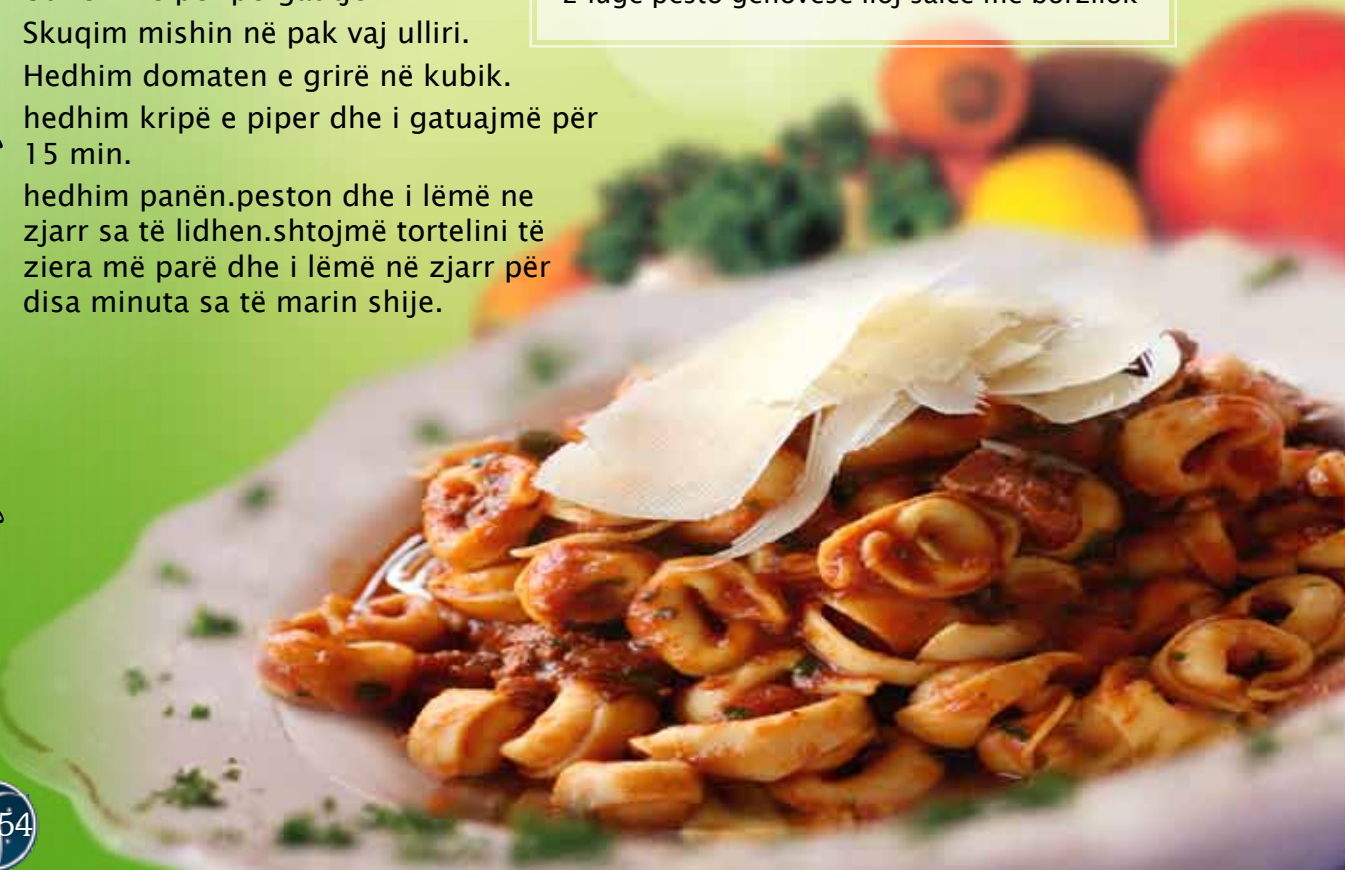 Skuqim mishin në pak vaj ulliri.
Hedhim domaten e grirë në kubik.
hedhim kripë e piper dhe i gatuajmë për
15 min.
hedhim panën.peston dhe i lëmë ne
zjarr sa të lidhen.shtojmë tortelini të
ziera më parë dhe i lëmë në zjarr për
disa minuta sa të marin shije.
54